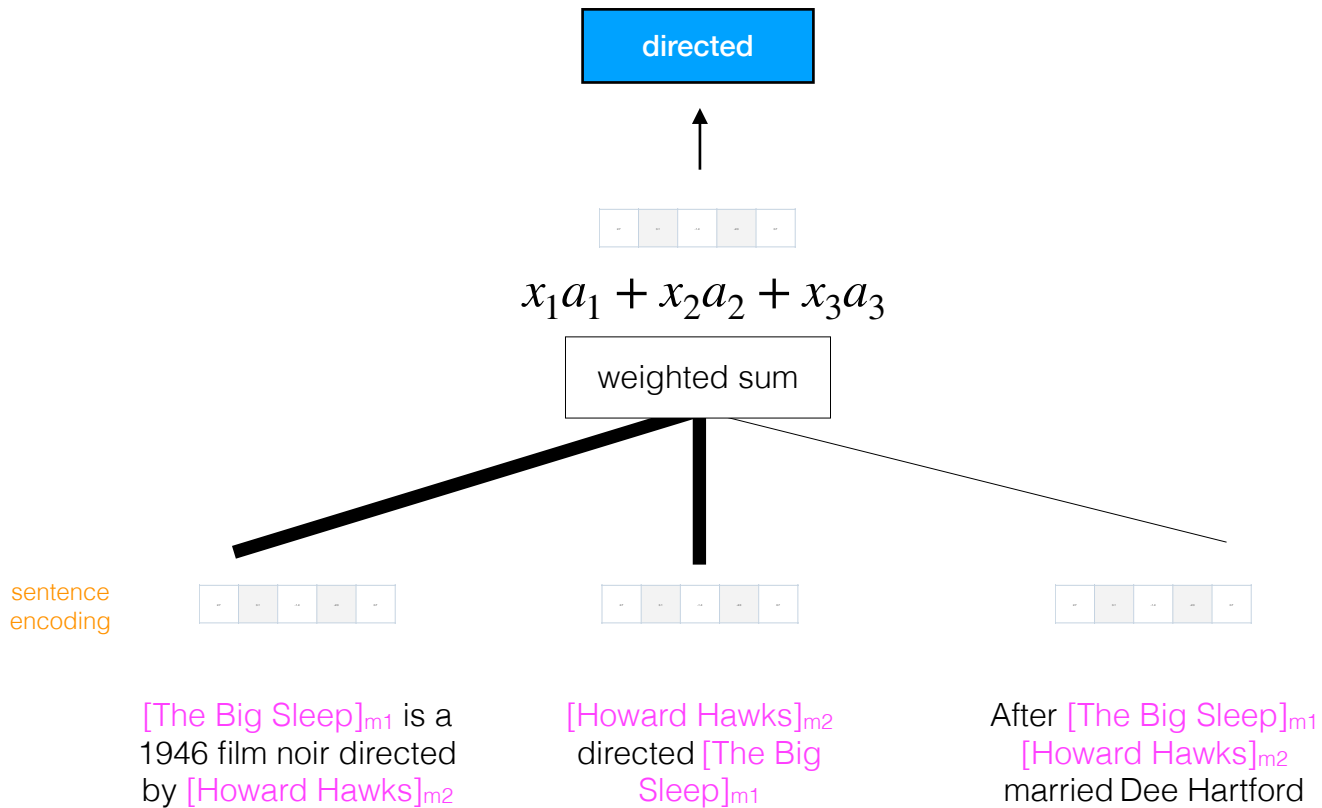 directed
x₁a₁ + x₂a₂ + x₃a₃
weighted sum
sentence
encoding
[The Big Sleep]m1 is a
1946 film noir directed
by [Howard Hawks]m2
[Howard Hawks]m2
directed [The Big
Sleep]m1
After [The Big Sleep]m1
[Howard Hawks]m2
married Dee Hartford